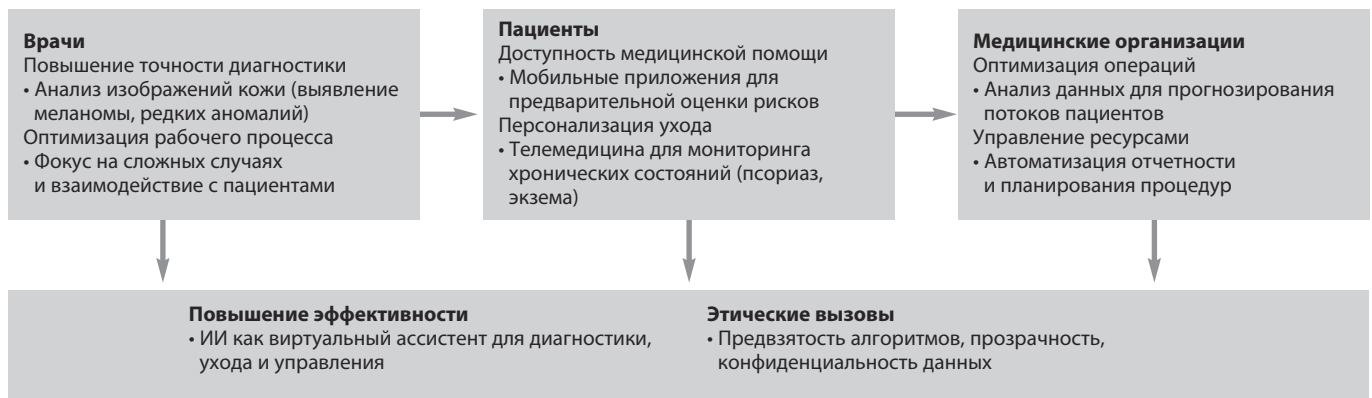 Врачи
Повышение точности диагностики
• Анализ изображений кожи (выявление
меланомы, редких аномалий)
Оптимизация рабочего процесса
• Фокус на сложных случаях
и взаимодействие с пациентами
Пациенты
Доступность медицинской помощи
• Мобильные приложения для
предварительной оценки рисков
Персонализация ухода
• Телемедицина для мониторинга
хронических состояний (псориаз,
экзема)
Медицинские организации
Оптимизация операций
• Анализ данных для прогнозирования
потоков пациентов
Управление ресурсами
• Автоматизация отчетности
и планирования процедур
Повышение эффективности
• ИИ как виртуальный ассистент для диагностики,
ухода и управления
Этические вызовы
• Предвзятость алгоритмов, прозрачность,
конфиденциальность данных